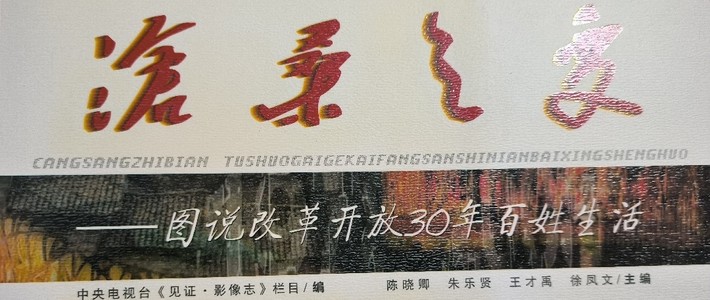 沧桑之变
CANGSANGZHIBIAN TUSHUOGAIGEKAIFANGSANSHINIANBAIXINGSHENGHUO
——图说改革开放30年百姓生活
中央电视台《见证·影像志》栏目/编 陈晓卿 朱乐贤 王才禹 徐凤文/主编